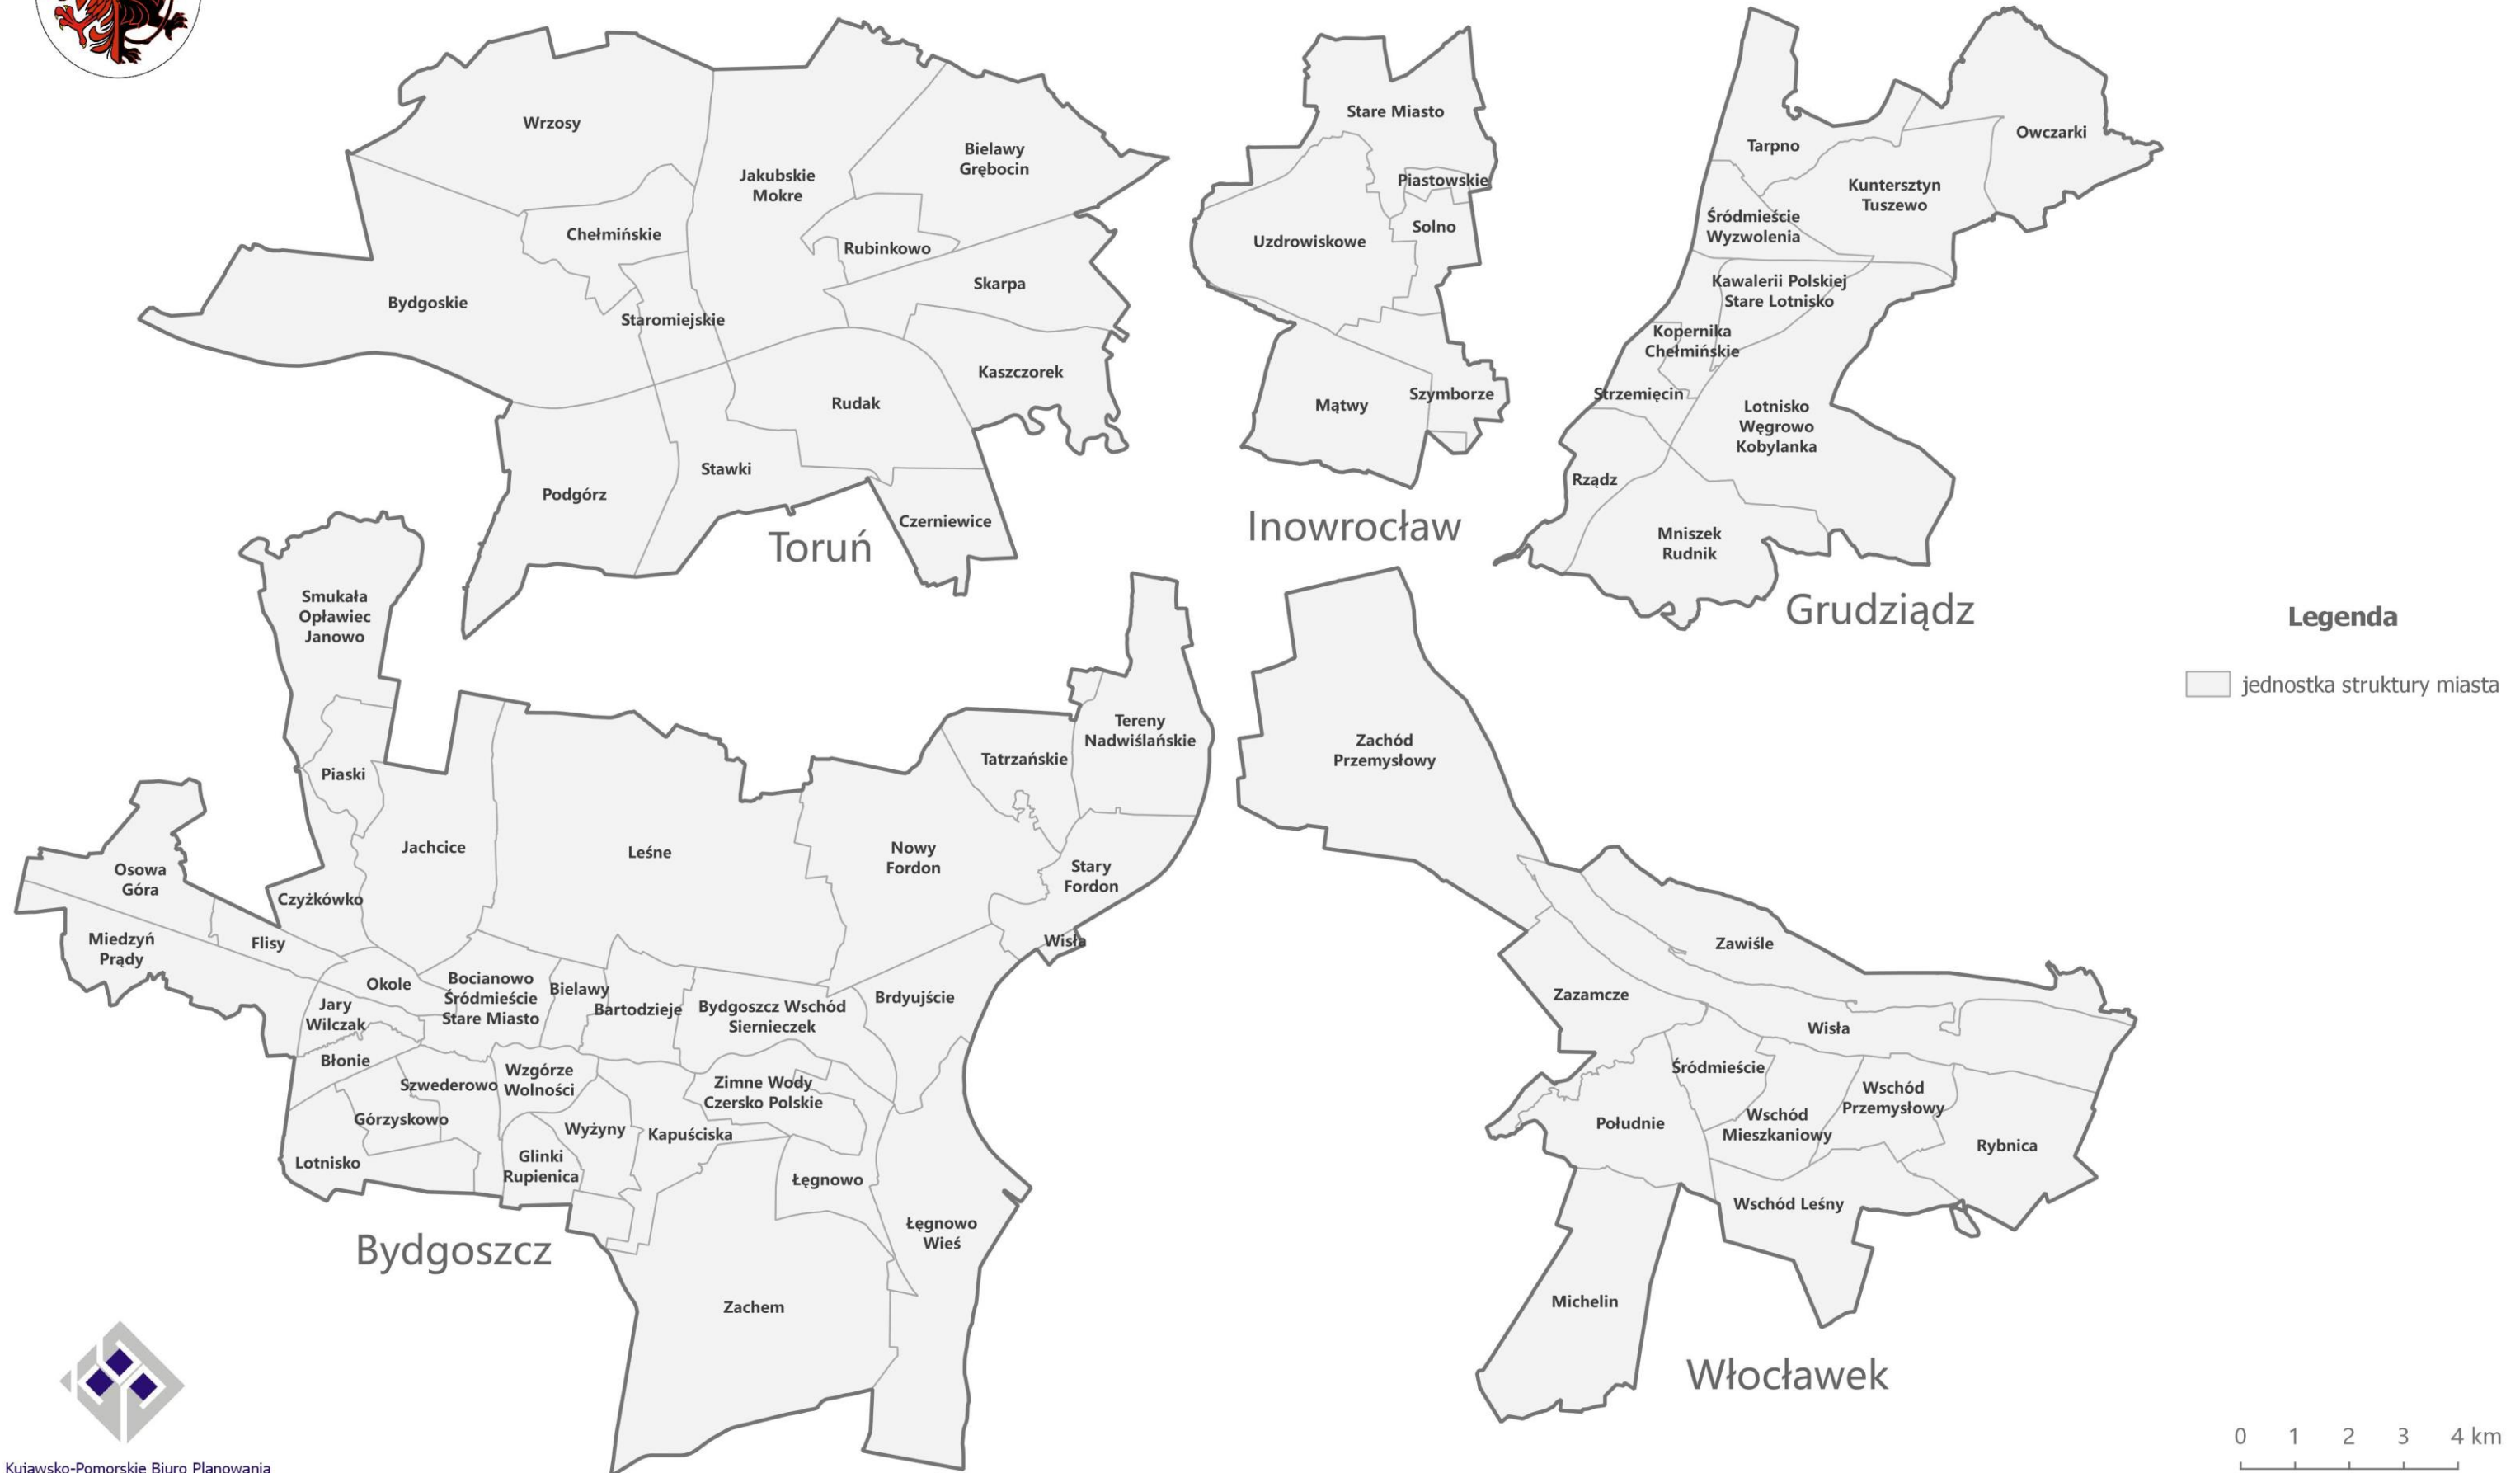 Wrzosy
Jakubskie
Mokre
Bielawy
Grębocin
Chełmińskie
Rubinkowo
Bydgoskie
Staromiejskie
Skarpa
Kaszczorek
Rudak
Stawki
Podgórz
Czerniewice
Toruń
Stare Miasto
Piastowskie
Solno
Uzdrowiskowe
Mątwy
Szymborze
Inowrocław
Tarpno
Owczarki
Kuntersztyn
Tuszewo
Śródmieście
Wyzwolenia
Kawalerii Polskiej
Stare Lotnisko
Kopernika
Chełmińskie
Strzemięcin
Lotnisko
Węgrowo
Kobylanka
Rządz
Mniszek
Rudnik
Grudziądz
Legenda
jednostka struktury miasta
Smukała
Opławiec
Janowo
Piaski
Jachcice
Leśne
Nowy
Fordon
Tatrzańskie
Tereny
Nadwiślańskie
Stary
Fordon
Wisła
Osowa
Góra
Czyżkówko
Miedzyń
Prądy
Flisy
Okole
Jary
Wilczak
Bocianowo
Śródmieście
Stare Miasto
Bielawy
Bartodzieje
Bydgoszcz Wschód
Siernieczek
Brdyujście
Błonie
Szwederowo
Wzgórze
Wolności
Zimne Wody
Czersko Polskie
Górzyskowo
Wyżyny
Kapuściska
Lotnisko
Glinki
Rupienica
Łęgnowo
Łęgnowo
Wieś
Zachem
Bydgoszcz
Zachód
Przemysłowy
Zawiśle
Zazamcze
Wisła
Śródmieście
Południe
Wschód
Mieszkaniowy
Wschód
Przemysłowy
Rybnica
Wschód Leśny
Michelin
Włocławek
0 1 2 3 4 km
Kujawsko-Pomorskie Biuro Planowania